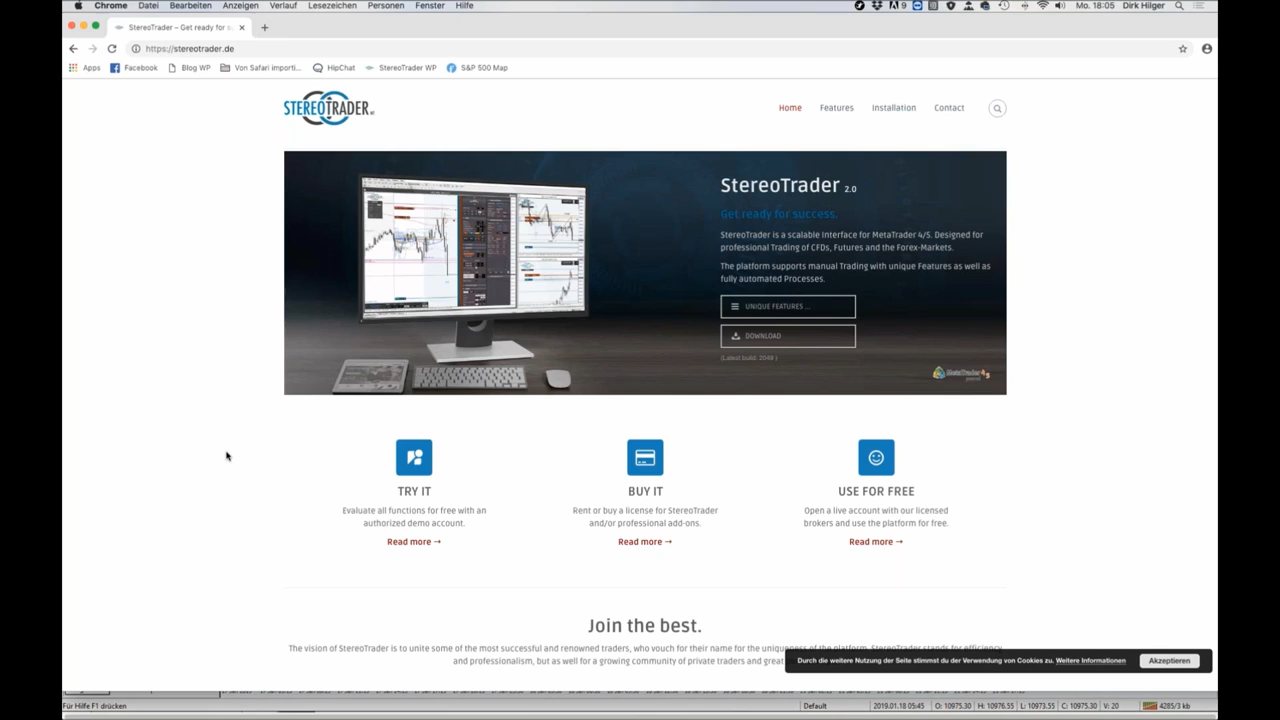 Chrome Datei Bearbeiten Anzeigen Verlauf Lesezeichen Personen Fenster Hilfe
9
Mo. 18:05 Dirk Hilger
StereoTrader – Get ready for s
https://stereotrader.de
Apps Facebook Blog WP Von Safari importi... HipChat StereoTrader WP S&P 500 Map
STEREOTRADER
Home Features Installation Contact
StereoTrader 2.0
Get ready for success.
StereoTrader is a scalable Interface for MetaTrader 4/5. Designed for
professional Trading of CFDs, Futures and the Forex-Markets.
The platform supports manual Trading with unique Features as well as
fully automated Processes.
UNIQUE FEATURES ...
DOWNLOAD
(Latest build: 2049 )
MetaTrader 4/5
TRY IT
Evaluate all functions for free with an
authorized demo account.
Read more →
BUY IT
Rent or buy a license for StereoTrader
and/or professional add-ons.
Read more →
USE FOR FREE
Open a live account with our licensed
brokers and use the platform for free.
Read more →
Join the best.
The vision of StereoTrader is to unite some of the most successful and renowned traders, who vouch for their name for the uniqueness of the platform. StereoTrader stands for efficiency
and professionalism, but as well for a growing community of private traders and great
Durch die weitere Nutzung der Seite stimmst du der Verwendung von Cookies zu. Weitere Informationen Akzeptieren
Für Hilfe F1 drücken Default 2019.01.18 05:45 O: 10975.30 H: 10976.55 L: 10973.55 C: 10975.30 V: 20 4285/3 kb